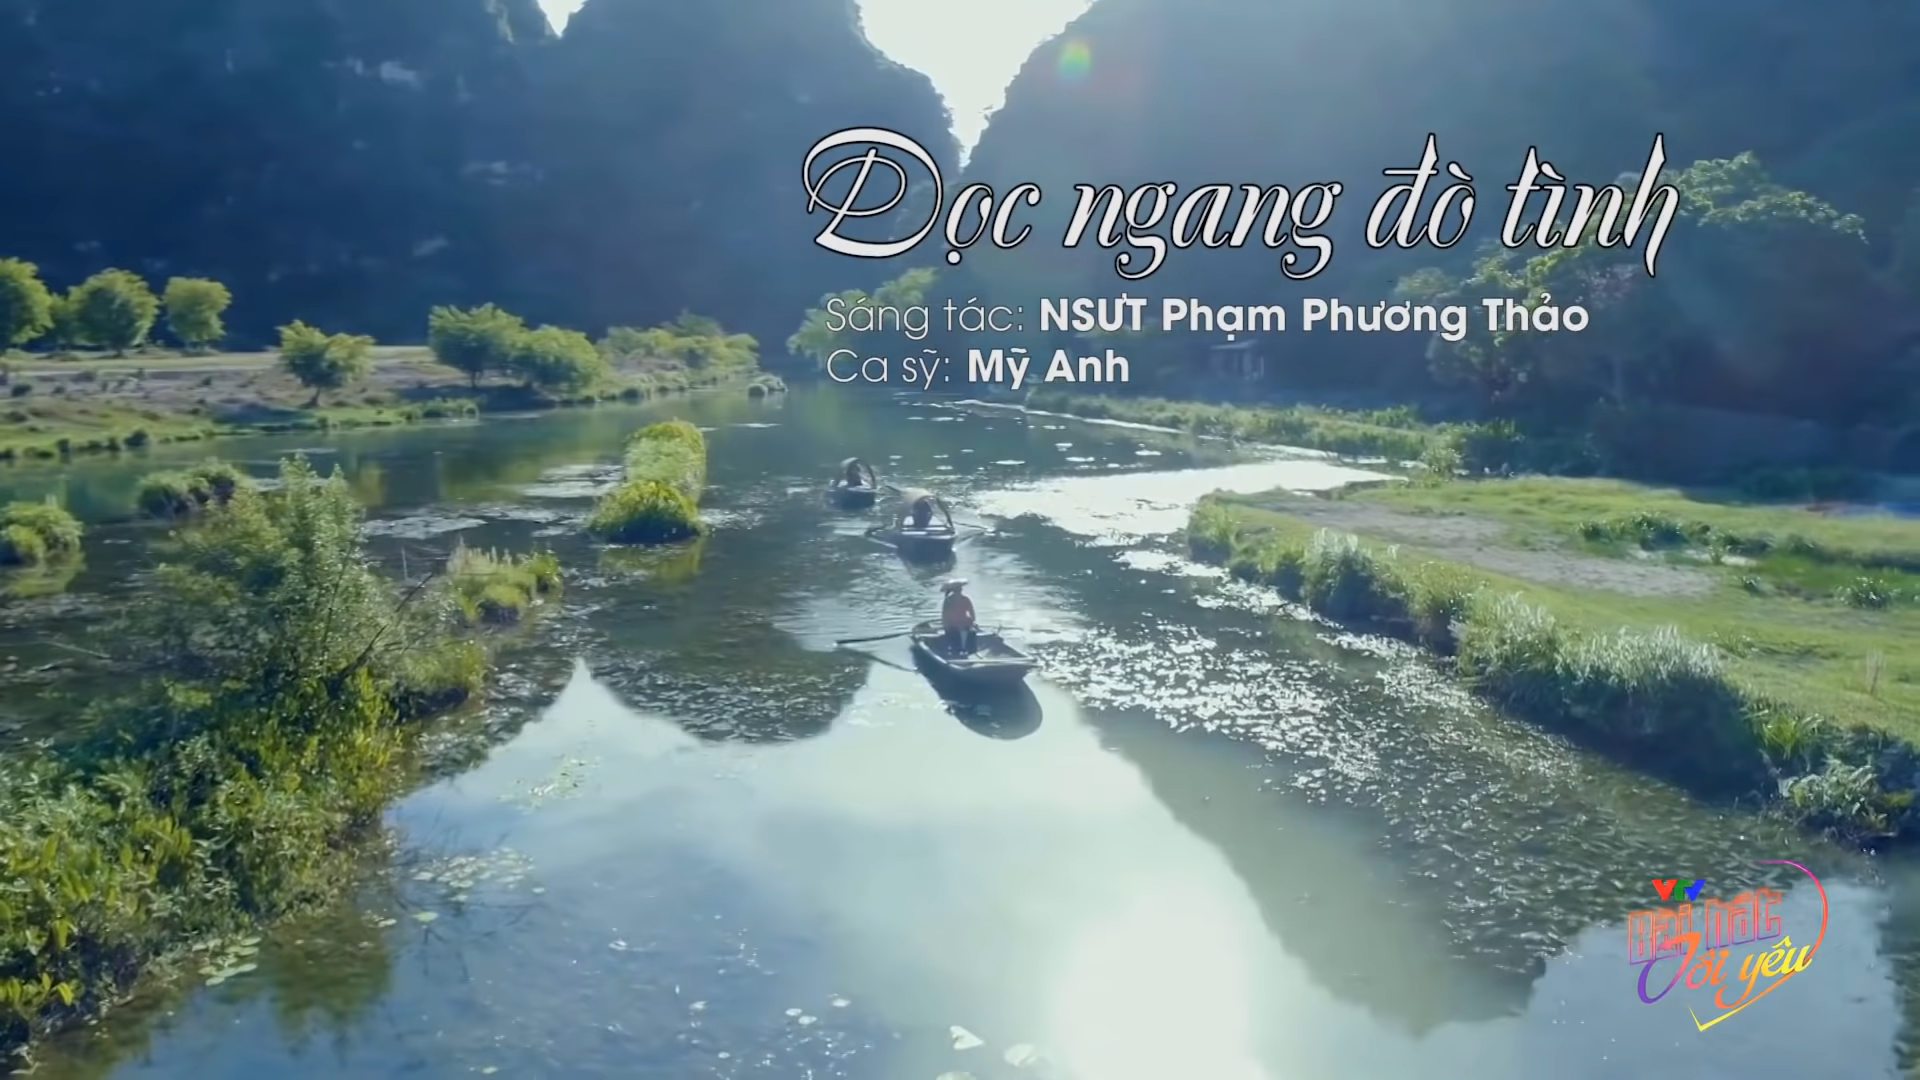 Dọc ngang đò tình
Sáng tác: NSƯT Phạm Phương Thảo
Ca sỹ: Mỹ Anh
VTV
BÀI HÁT
Tôi yêu